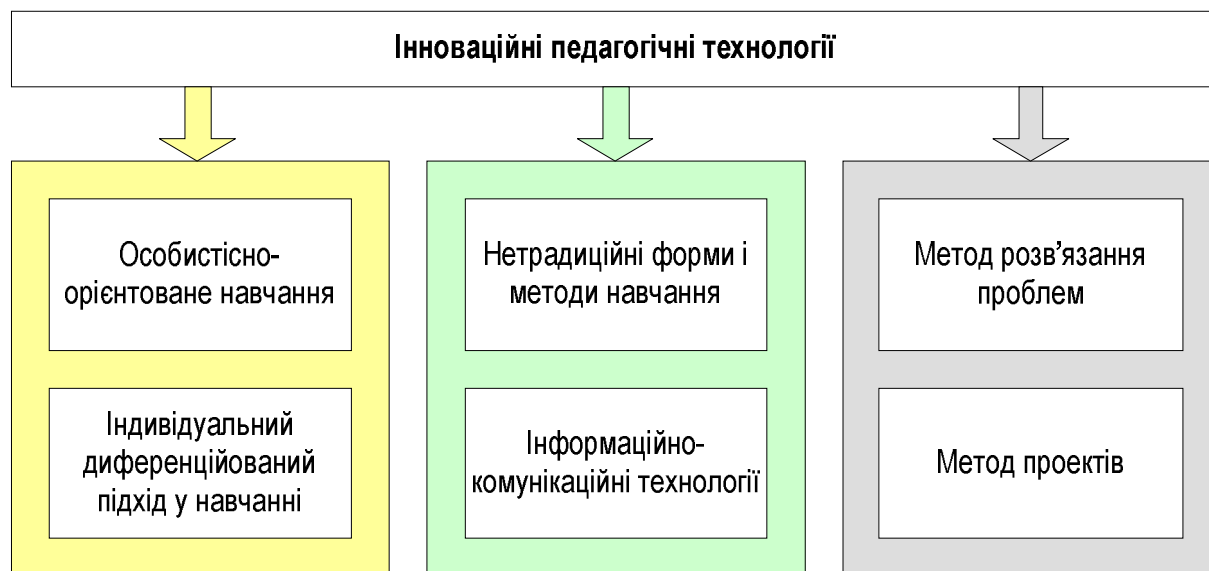 Інноваційні педагогічні технології
Особистісно-
орієнтоване навчання
Індивідуальний
диференційований
підхід у навчанні
Нетрадиційні форми і
методи навчання
Інформаційно-
комунікаційні технології
Метод розв’язання
проблем
Метод проектів